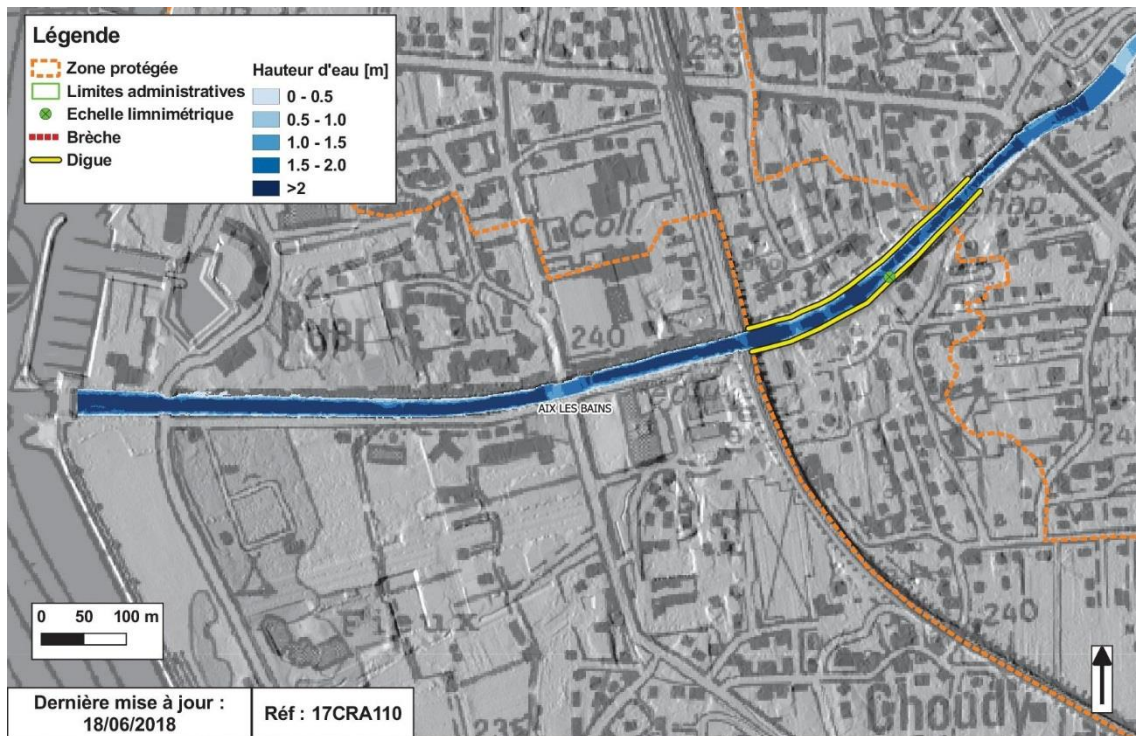 Légende
Zone protégée
Limites administratives
Echelle limnimétrique
Brèche
Digue
Hauteur d'eau [m]
0 - 0.5
0.5 - 1.0
1.0 - 1.5
1.5 - 2.0
>2
239
242
Chap.
Coll.
240
AIX LES BAINS
240
Fieux
Choudy
0 50 100 m
Dernière mise à jour :
18/06/2018
Réf : 17CRA110